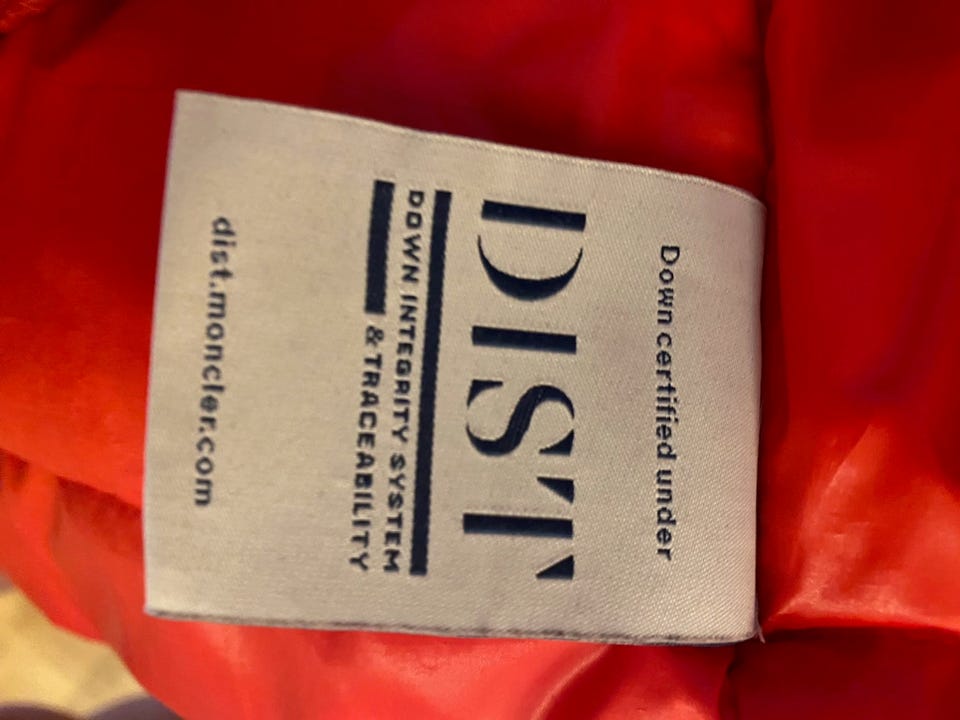 Down certified under
DIST
DOWN INTEGRITY SYSTEM
& TRACEABILITY
dist.moncler.com